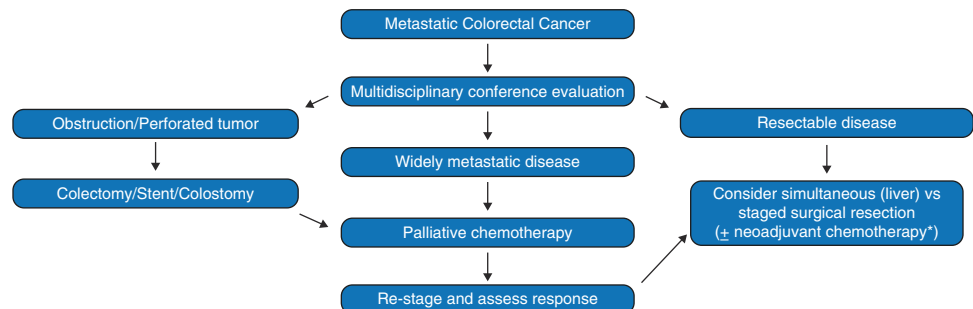 Metastatic Colorectal Cancer
Multidisciplinary conference evaluation
Obstruction/Perforated tumor
Resectable disease
Widely metastatic disease
Colectomy/Stent/Colostomy
Consider simultaneous (liver) vs
staged surgical resection
(± neoadjuvant chemotherapy*)
Palliative chemotherapy
Re-stage and assess response